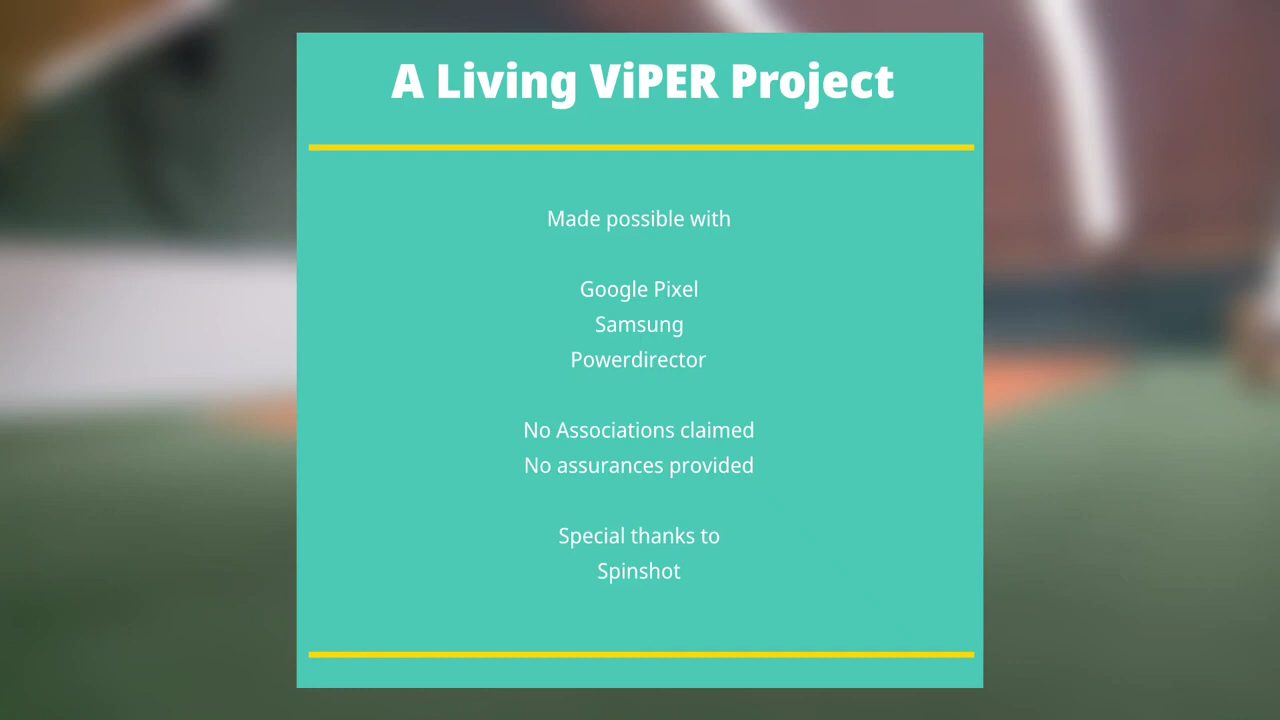 A Living ViPER Project
Made possible with
Google Pixel
Samsung
Powerdirector
No Associations claimed
No assurances provided
Special thanks to
Spinshot